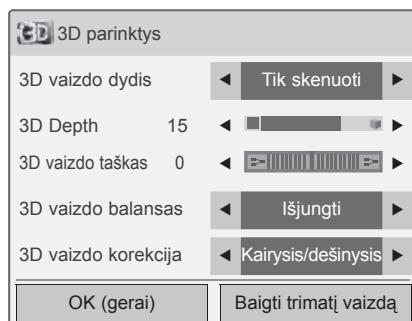 3D 3D parinktys
3D vaizdo dydis ◄ Tik skenuoti ►
3D Depth 15 ◄ ►
3D vaizdo taškas 0 ◄ ►
3D vaizdo balansas ◄ Išjungti ►
3D vaizdo korekcija ◄ Kairysis/dešinysis ►
OK (gerai) Baigti trimatį vaizdą